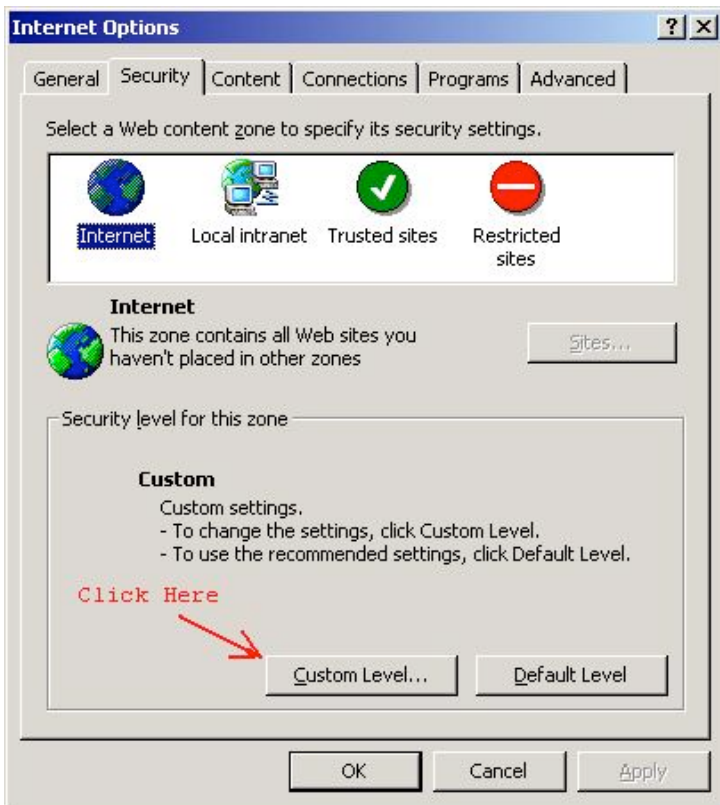 Internet Options
General Security Content Connections Programs Advanced
Select a Web content zone to specify its security settings.
Internet Local intranet Trusted sites Restricted
sites
Internet
This zone contains all Web sites you
haven't placed in other zones
Sites...
Security level for this zone
Custom
Custom settings.
- To change the settings, click Custom Level.
- To use the recommended settings, click Default Level.
Click Here
Custom Level... Default Level
OK Cancel Apply